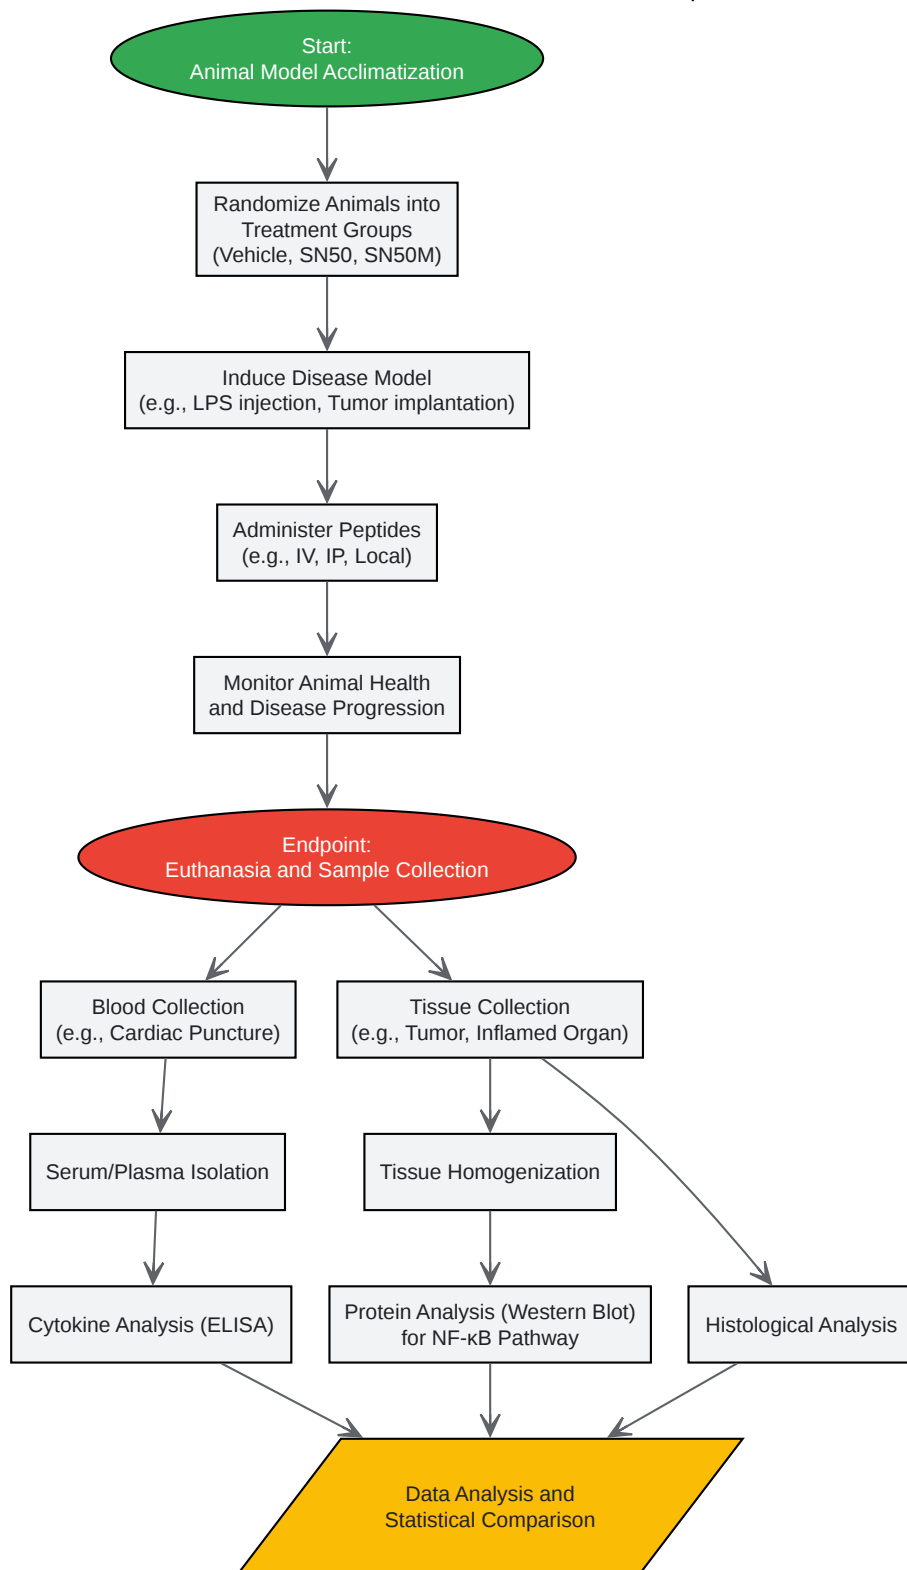 Start:
Animal Model Acclimatization
Randomize Animals into
Treatment Groups
(Vehicle, SN50, SN50M)
Induce Disease Model
(e.g., LPS injection, Tumor implantation)
Administer Peptides
(e.g., IV, IP, Local)
Monitor Animal Health
and Disease Progression
Endpoint:
Euthanasia and Sample Collection
Blood Collection
(e.g., Cardiac Puncture)
Tissue Collection
(e.g., Tumor, Inflamed Organ)
Serum/Plasma Isolation
Tissue Homogenization
Cytokine Analysis (ELISA)
Protein Analysis (Western Blot)
for NF-κB Pathway
Histological Analysis
Data Analysis and
Statistical Comparison